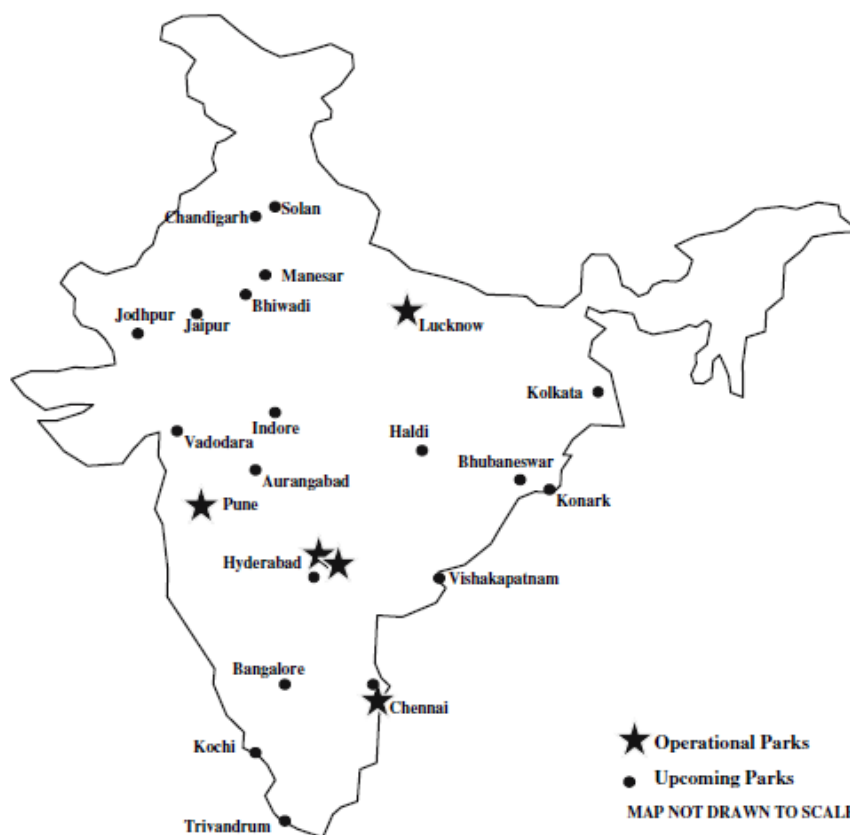 Solan
Chandigarh
Manesar
Bhiwadi
Jodhpur
Jaipur
Lucknow
Kolkata
Indore
Vadodara
Haldi
Bhubaneswar
Aurangabad
Konark
Pune
Hyderabad
Vishakapatnam
Bangalore
Chennai
Kochi
Operational Parks
Upcoming Parks
MAP NOT DRAWN TO SCALE
Trivandrum